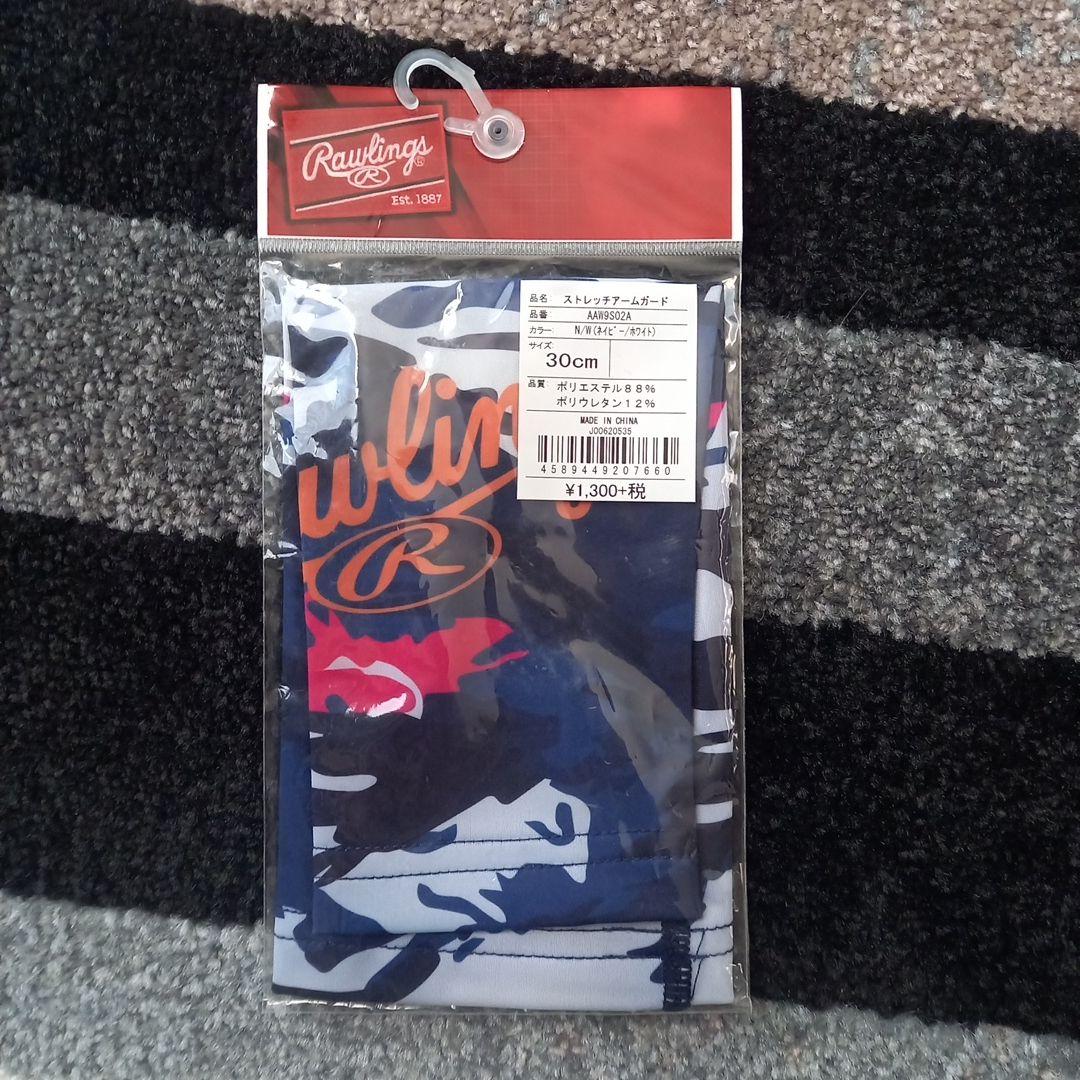 Rawlings®
R
Est. 1887
品名: ストレッチアームガード
品番: AAW9S02A
カラー: N/W(ネイビー/ホワイト)
サイズ:
30cm
品質: ポリエステル88%
ポリウレタン12%
MADE IN CHINA
J00620535
4589449207660
¥1,300+税
awlin
R